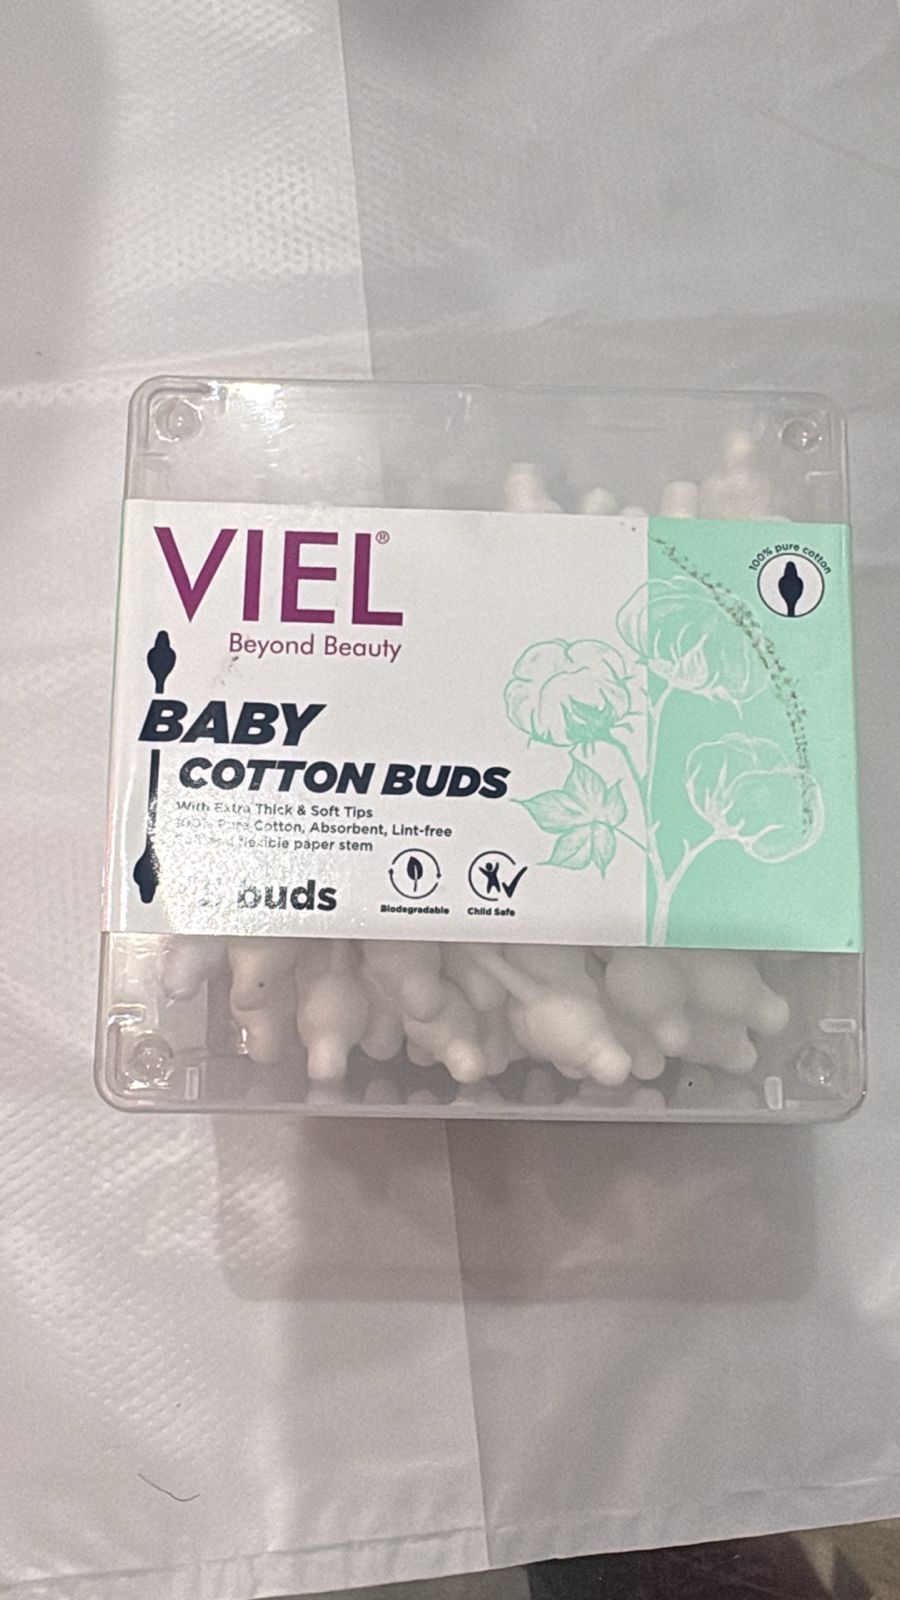 VIEL®
Beyond Beauty
100% pure cotton
BABY
COTTON BUDS
With Extra Thick & Soft Tips
100% Pure Cotton, Absorbent, Lint-free
flexible paper stem
buds
Biodegradable
Child Safe